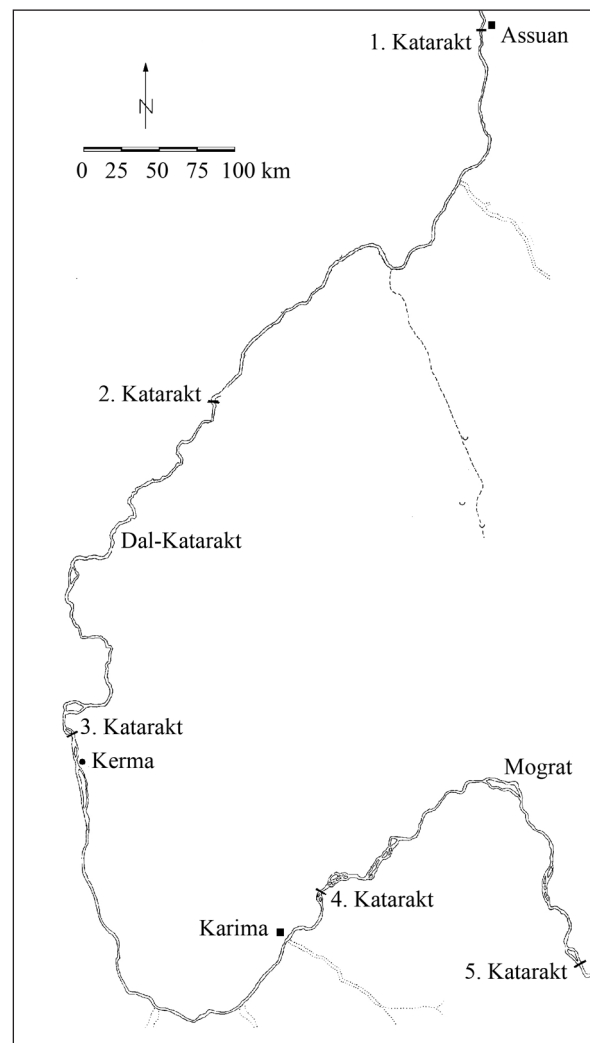 1. Katarakt
Assuan
N
0 25 50 75 100 km
2. Katarakt
Dal-Katarakt
3. Katarakt
Kerma
Mograt
4. Katarakt
Karima
5. Katarakt